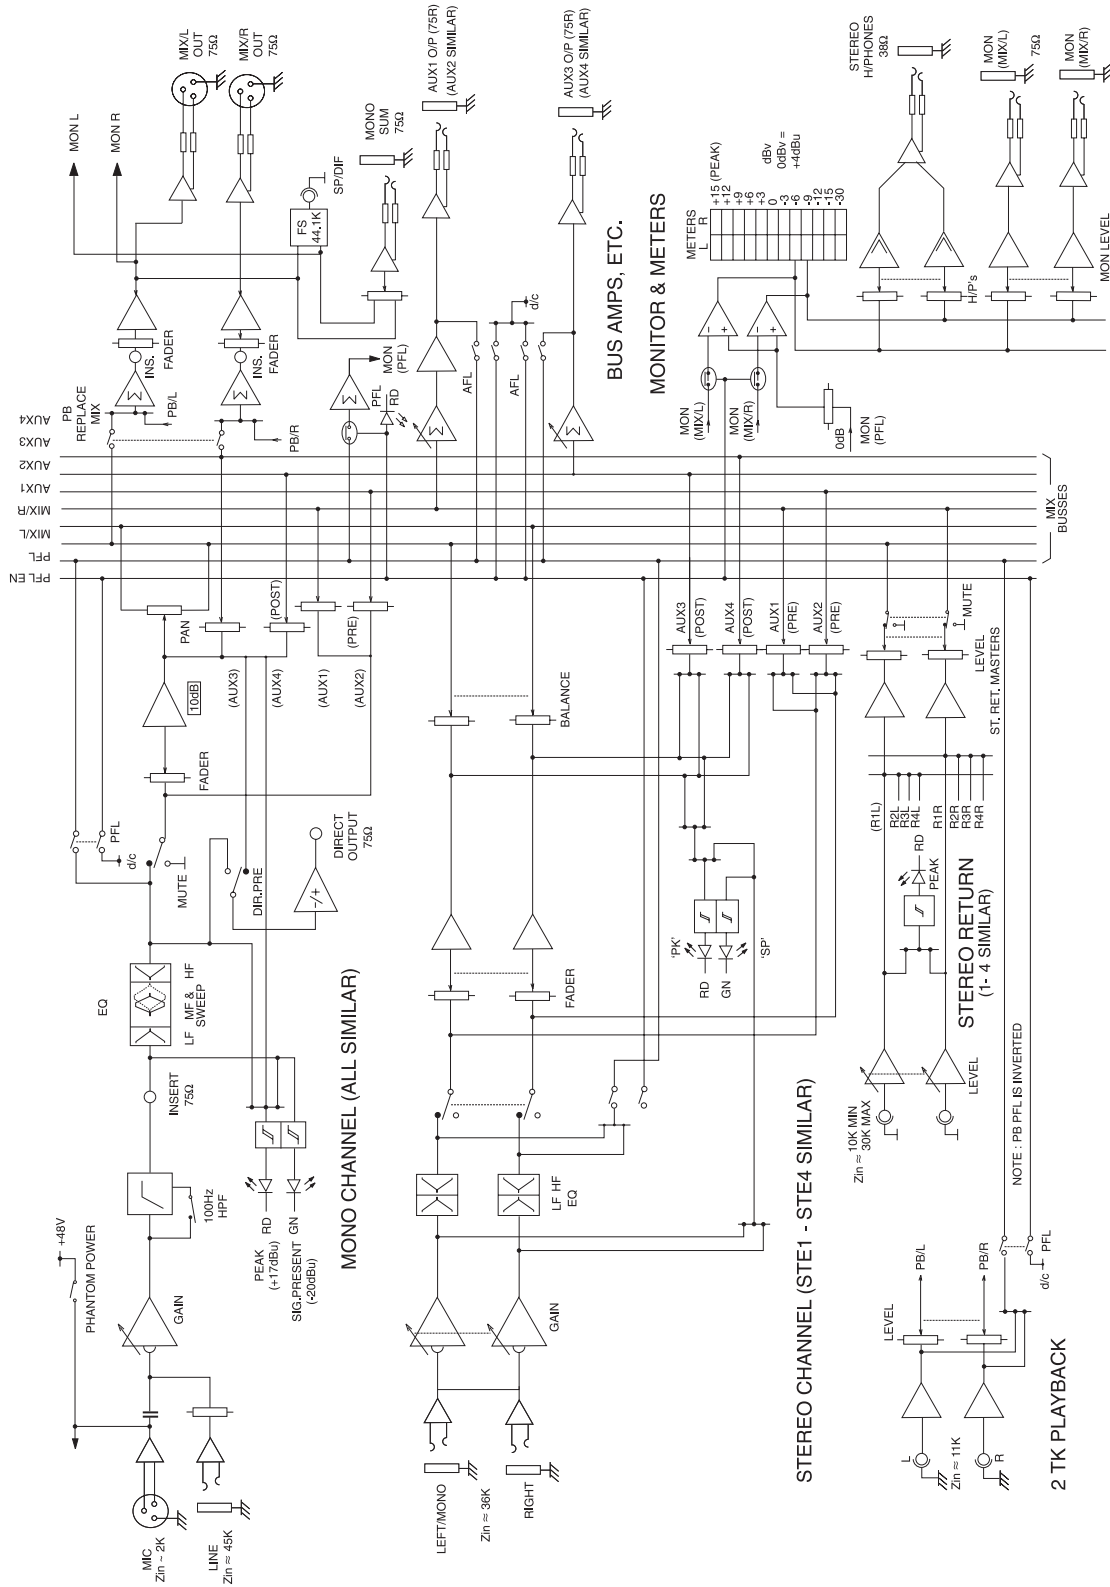 MIC
Zin ~ 2K
LINE
Zin ≈ 45K
+48V
PHANTOM POWER
GAIN
100Hz
HPF
INSERT
75Ω
EQ
LF MF & HF
SWEEP
PEAK RD
(+17dBu)
SIG.PRESENT GN
(-20dBu)
MUTE
d/c
PFL
DIR.PRE
-/+
DIRECT
OUTPUT
75Ω
FADER
10dB
PAN
(AUX3)
(AUX4)
(POST)
(AUX1)
(AUX2)
(PRE)
MONO CHANNEL (ALL SIMILAR)
PFL EN
PFL
MIX/L
MIX/R
AUX1
AUX2
AUX3
AUX4
MIX
BUSSES
PB
REPLACE
MIX
PB/L
PB/R
Σ
INS.
FADER
Σ
INS.
FADER
MON L
MON R
MIX/L
OUT
75Ω
MIX/R
OUT
75Ω
FS
44.1K
SP/DIF
MONO
SUM
75Ω
Σ
MON
(PFL)
PFL
RD
Σ
AFL
AFL
d/c
Σ
AUX1 O/P (75R)
(AUX2 SIMILAR)
AUX3 O/P (75R)
(AUX4 SIMILAR)
BUS AMPS, ETC.
MONITOR & METERS
LEFT/MONO
Zin ≈ 36K
RIGHT
GAIN
LF HF
EQ
FADER
BALANCE
RD
GN
'PK'
'SP'
AUX3
(POST)
AUX4
(POST)
AUX1
(PRE)
AUX2
(PRE)
STEREO CHANNEL (STE1 - STE4 SIMILAR)
MON
(MIX/L)
MON
(MIX/R)
0dB
MON
(PFL)
-
+
-
+
METERS
L R
+15 (PEAK)
+12
+9
+6
+3
0
-3
-6
-9
-12
-15
-30
dBv
0dBv =
+4dBu
H/P's
MON LEVEL
STEREO
H/PHONES
38Ω
MON
(MIX/L)
75Ω
MON
(MIX/R)
Zin ≈ 10K MIN
30K MAX
LEVEL
PEAK
RD
(R1L)
R2L
R3L
R4L
R1R
R2R
R3R
R4R
LEVEL
MUTE
ST. RET. MASTERS
STEREO RETURN
(1- 4 SIMILAR)
NOTE : PB PFL IS INVERTED
L
Zin ≈ 11K
R
LEVEL
PB/L
PB/R
d/c
PFL
2 TK PLAYBACK